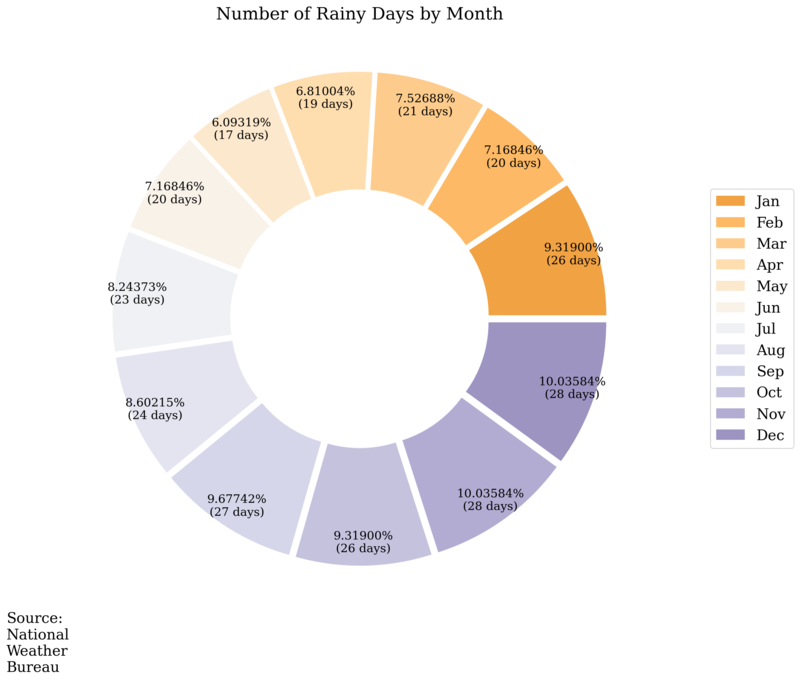 Number of Rainy Days by Month
6.81004%
(19 days)
7.52688%
(21 days)
6.09319%
(17 days)
7.16846%
(20 days)
7.16846%
(20 days)
9.31900%
(26 days)
8.24373%
(23 days)
10.03584%
(28 days)
8.60215%
(24 days)
10.03584%
(28 days)
9.67742%
(27 days)
9.31900%
(26 days)
Jan
Feb
Mar
Apr
May
Jun
Jul
Aug
Sep
Oct
Nov
Dec
Source:
National
Weather
Bureau